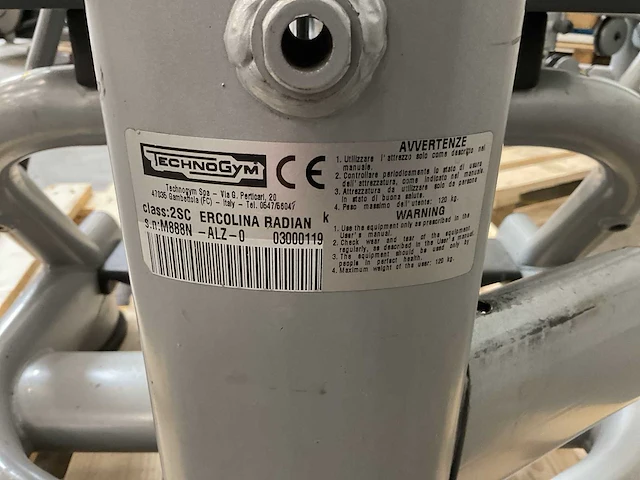 TECHNOGYM
CE
Technogym Spa - Via G. Perticari, 20
47035 Gambettola (FC) - Italy - Tel. 0547/56047
class:2SC ERCOLINA RADIAN k
s.n:M888N -ALZ-0 03000119
AVVERTENZE
1. Utilizzare l'attrezzo solo come descritto nel
manuale.
2. Controllare periodicamente lo stato di usura
dell'attrezzatura, come indicato nel manuale.
3. Attrezzatura da utilizzare solo da persone
in stato di buona salute.
4. Peso massimo dell'utente: 120 kg.
WARNING
1. Use the equipment only as prescribed in the
User's manual.
2. Check wear and tear of the equipment
regularly, as described in the User's manual.
3. The equipment should be used only by
people in perfect health.
4. Maximum weight of the user: 120 kg.